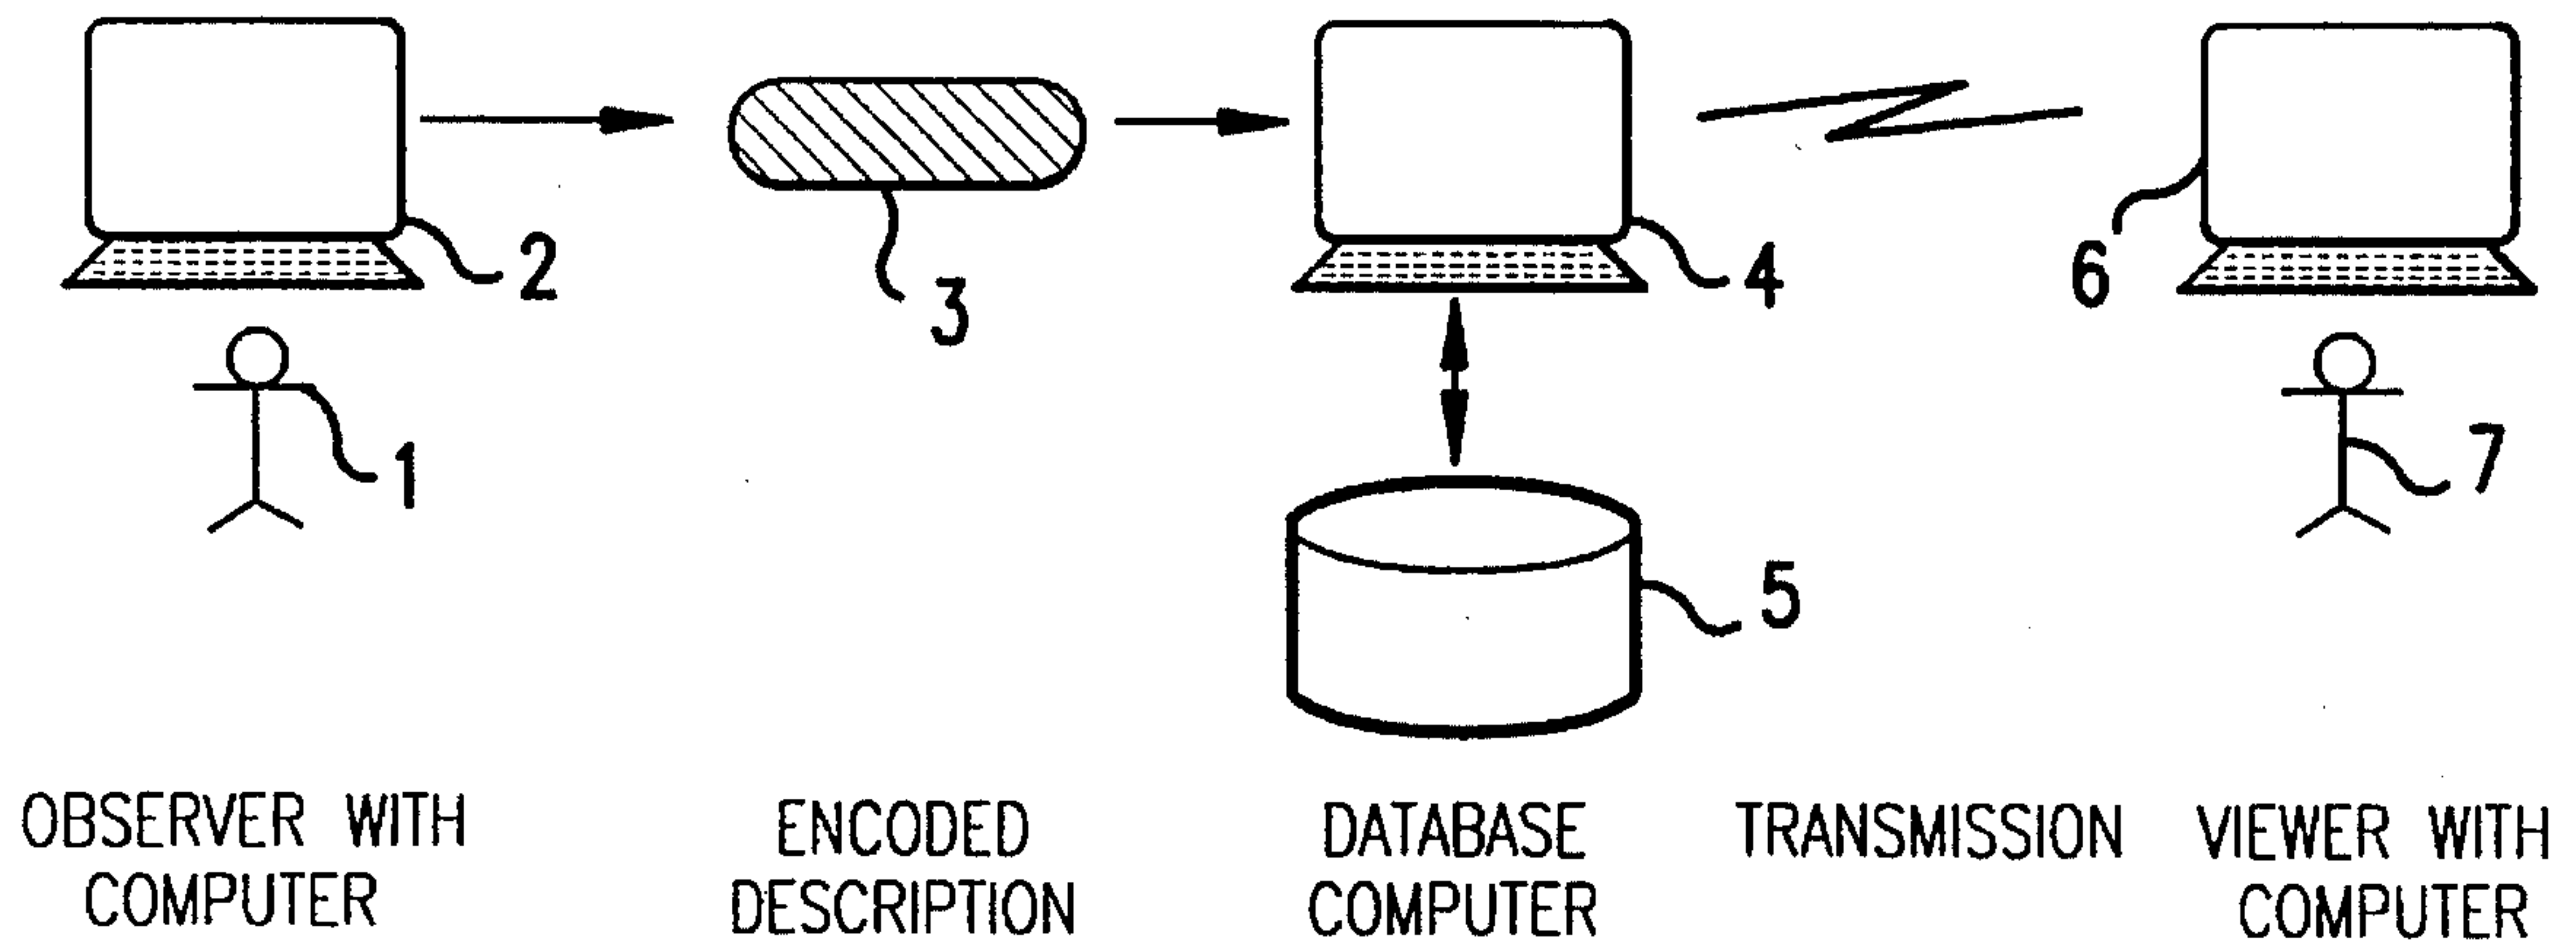 2
3
4
6
1
7
5
OBSERVER WITH
COMPUTER
ENCODED
DESCRIPTION
DATABASE
COMPUTER
TRANSMISSION
VIEWER WITH
COMPUTER